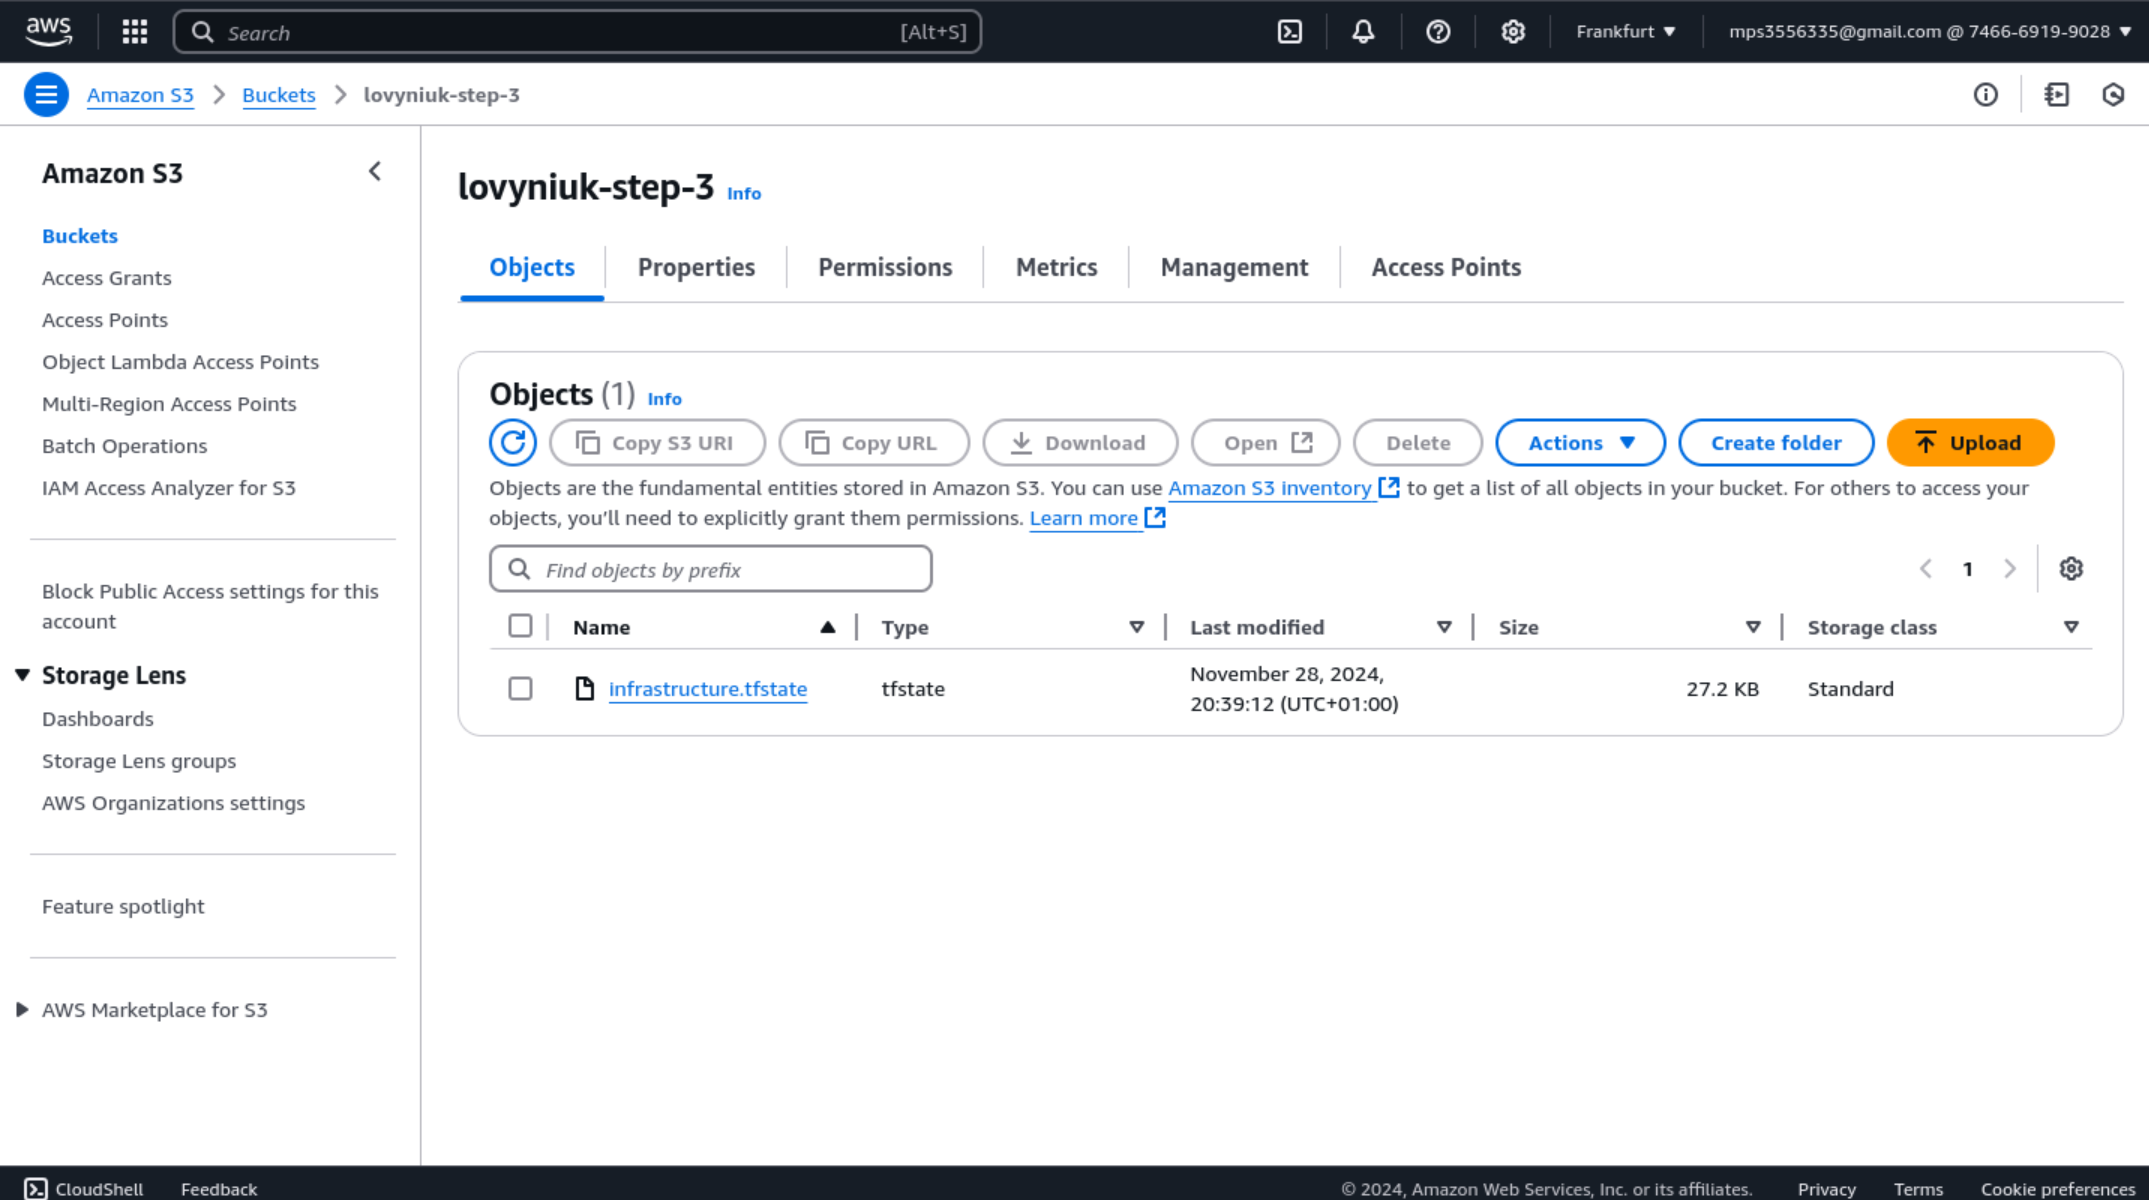 aws
Search [Alt+S]
Frankfurt
mps3556335@gmail.com @ 7466-6919-9028
Amazon S3 > Buckets > lovyniuk-step-3
Amazon S3
Buckets
Access Grants
Access Points
Object Lambda Access Points
Multi-Region Access Points
Batch Operations
IAM Access Analyzer for S3
Block Public Access settings for this
account
Storage Lens
Dashboards
Storage Lens groups
AWS Organizations settings
Feature spotlight
AWS Marketplace for S3
lovyniuk-step-3 Info
Objects Properties Permissions Metrics Management Access Points
Objects (1) Info
Copy S3 URI Copy URL Download Open Delete Actions Create folder Upload
Objects are the fundamental entities stored in Amazon S3. You can use Amazon S3 inventory to get a list of all objects in your bucket. For others to access your
objects, you’ll need to explicitly grant them permissions. Learn more
Find objects by prefix
1
Name Type Last modified Size Storage class
infrastructure.tfstate tfstate November 28, 2024, 27.2 KB Standard
20:39:12 (UTC+01:00)
CloudShell Feedback © 2024, Amazon Web Services, Inc. or its affiliates. Privacy Terms Cookie preferences